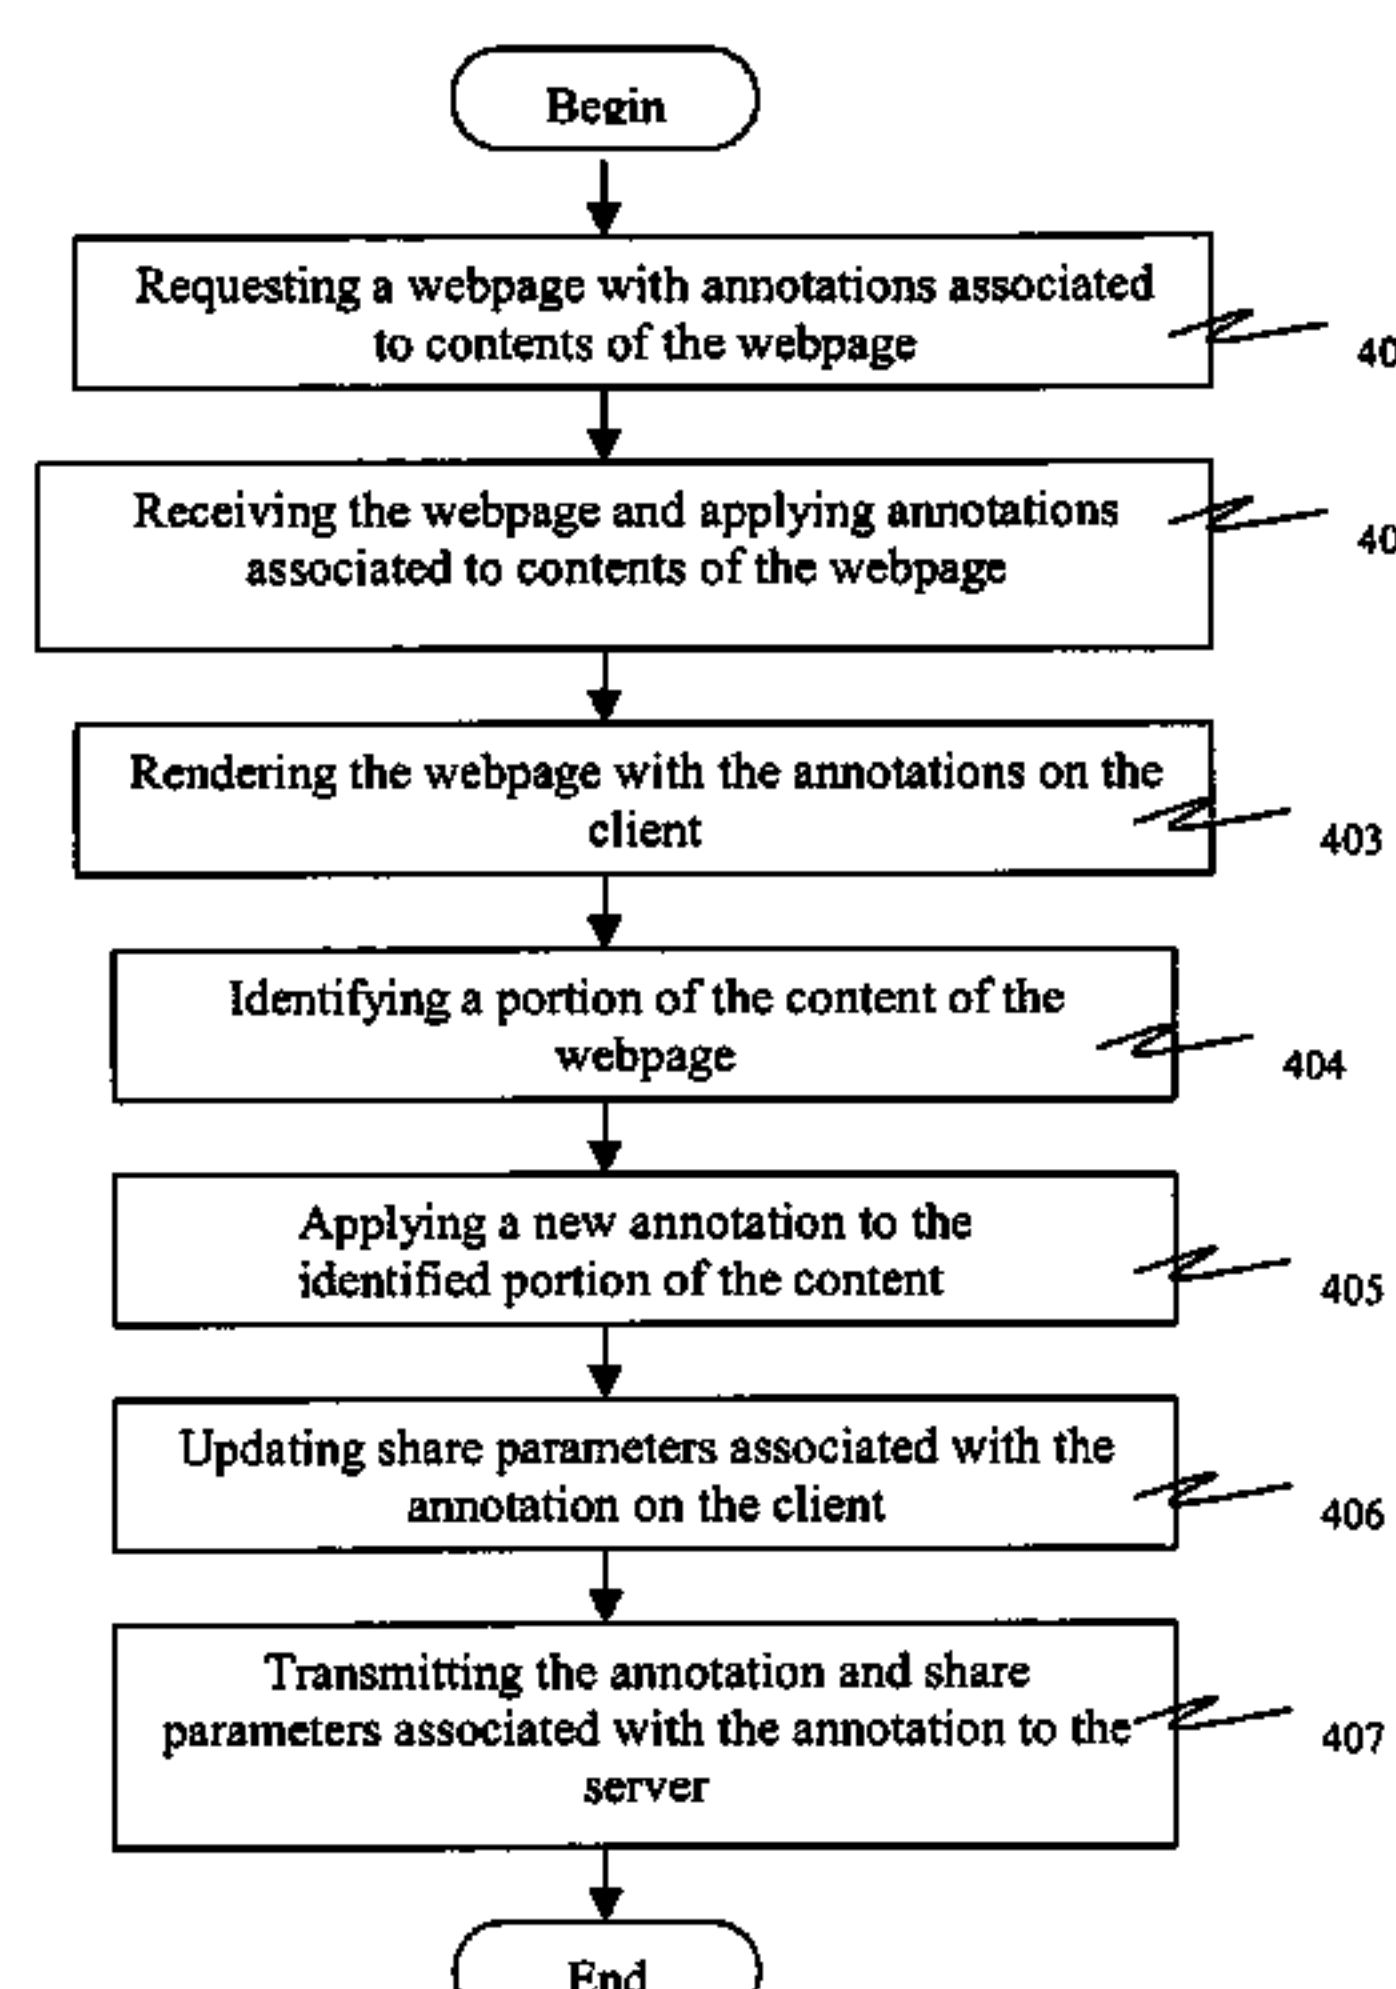 Begin
Requesting a webpage with annotations associated
to contents of the webpage
40
Receiving the webpage and applying annotations
associated to contents of the webpage
40
Rendering the webpage with the annotations on the
client
403
Identifying a portion of the content of the
webpage
404
Applying a new annotation to the
identified portion of the content
405
Updating share parameters associated with the
annotation on the client
406
Transmitting the annotation and share
parameters associated with the annotation to the
server
407
End